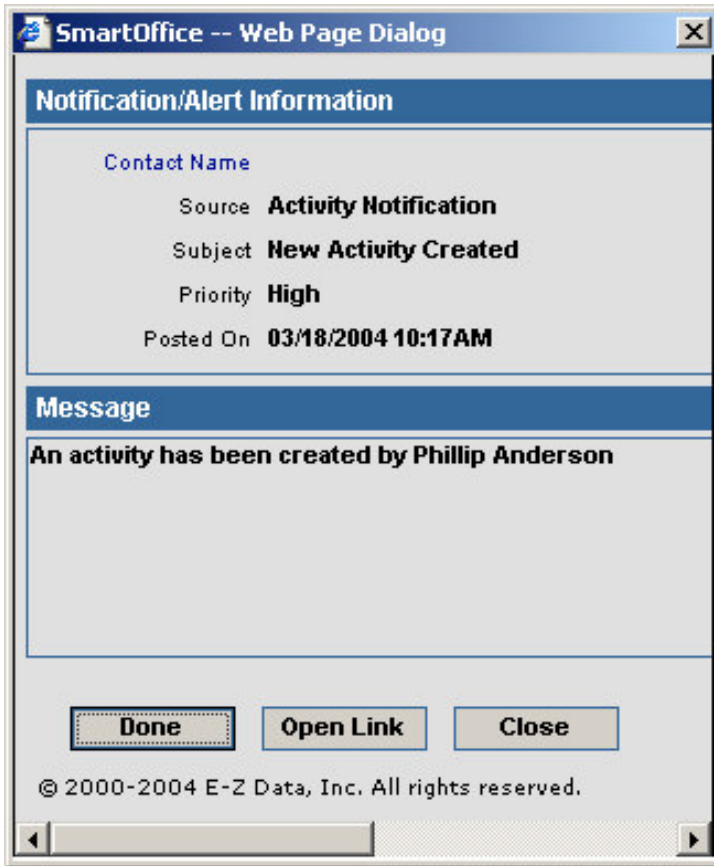 SmartOffice -- Web Page Dialog
Notification/Alert Information
Contact Name
Source Activity Notification
Subject New Activity Created
Priority High
Posted On 03/18/2004 10:17AM
Message
An activity has been created by Phillip Anderson
Done Open Link Close
© 2000-2004 E-Z Data, Inc. All rights reserved.